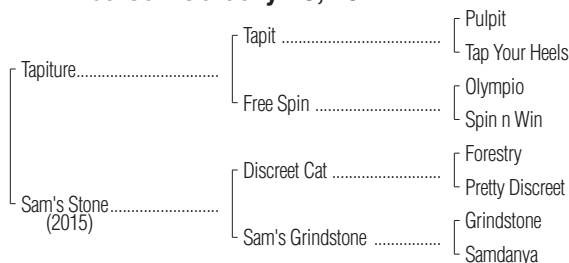 Pulpit
Tapit ..........................................
Tap Your Heels
Tapiture......................................
Olympio
Free Spin .................................
Spin n Win
Forestry
Discreet Cat .............................
Pretty Discreet
Sam's Stone.............................
(2015)
Grindstone
Sam's Grindstone .................
Samdanya